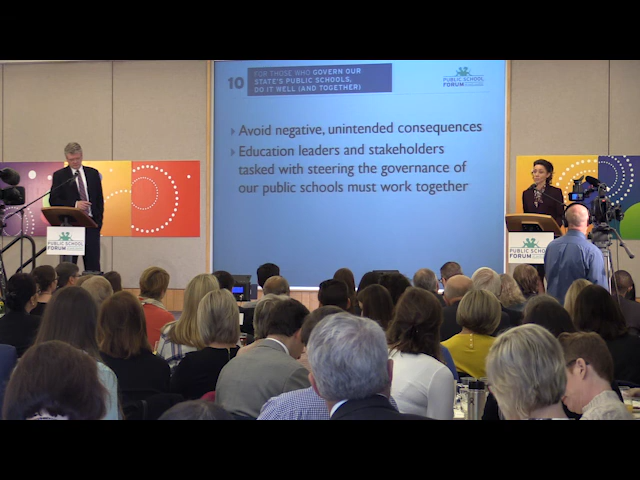 10
FOR THOSE WHO GOVERN OUR
STATE'S PUBLIC SCHOOLS,
DO IT WELL (AND TOGETHER)
PUBLIC SCHOOL
FORUM
Avoid negative, unintended consequences
Education leaders and stakeholders
tasked with steering the governance of
our public schools must work together
PUBLIC SCHOOL
FORUM
PUBLIC SCHOOL
FORUM